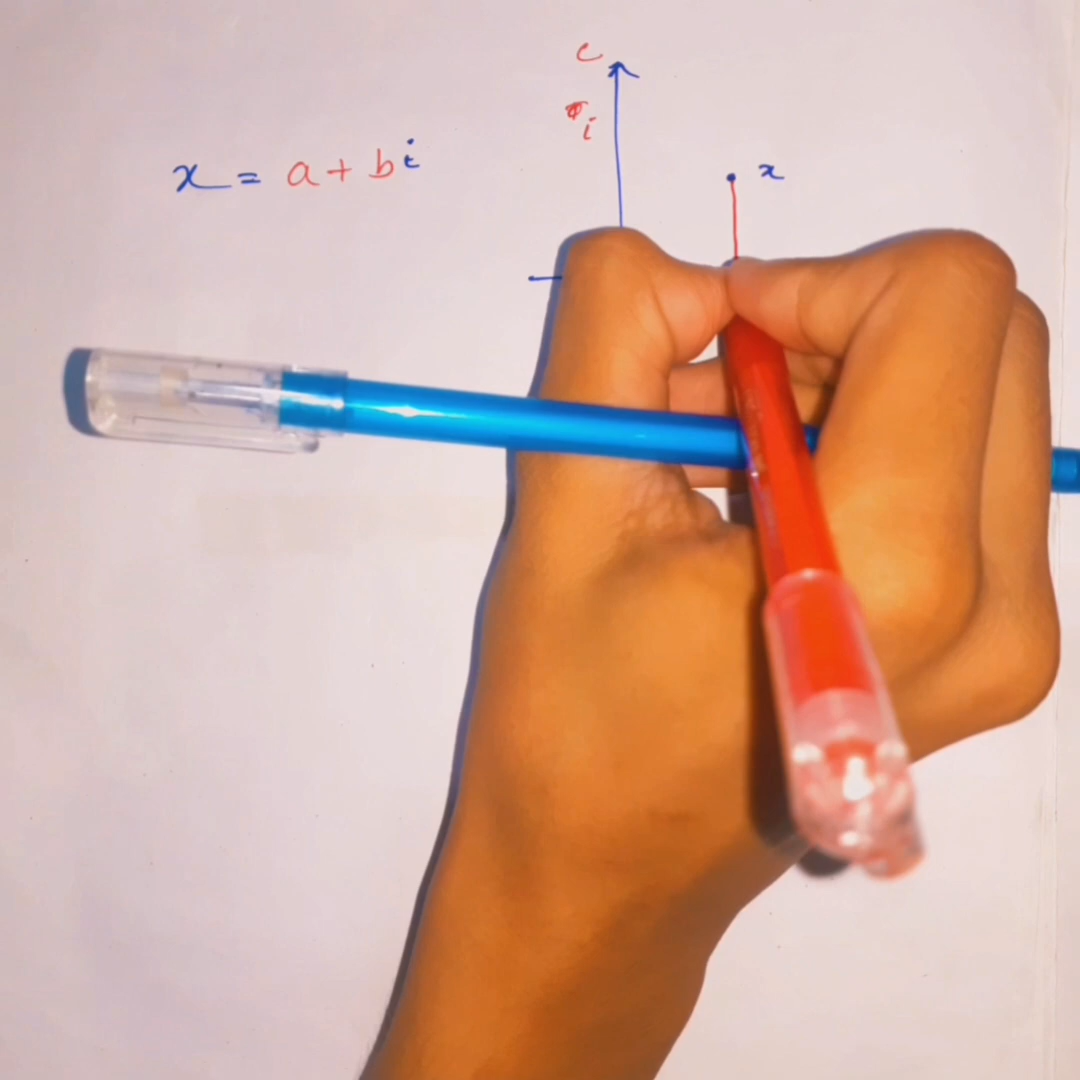 c
i
x = a + bi
x